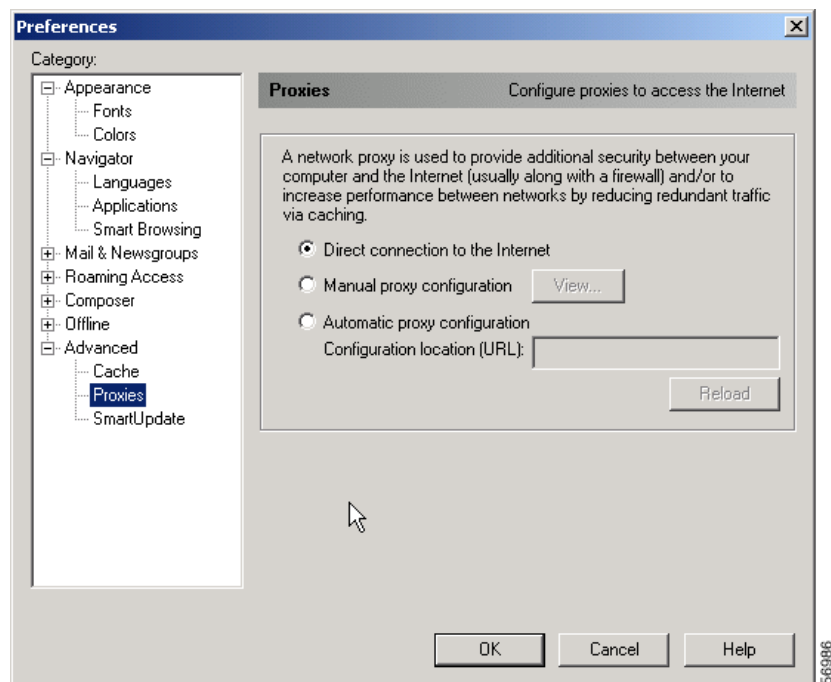 Preferences
Category:
Appearance
Fonts
Colors
Navigator
Languages
Applications
Smart Browsing
Mail & Newsgroups
Roaming Access
Composer
Offline
Advanced
Cache
Proxies
SmartUpdate
Proxies Configure proxies to access the Internet
A network proxy is used to provide additional security between your
computer and the Internet (usually along with a firewall) and/or to
increase performance between networks by reducing redundant traffic
via caching.
Direct connection to the Internet
Manual proxy configuration View...
Automatic proxy configuration
Configuration location (URL):
Reload
OK Cancel Help
56986